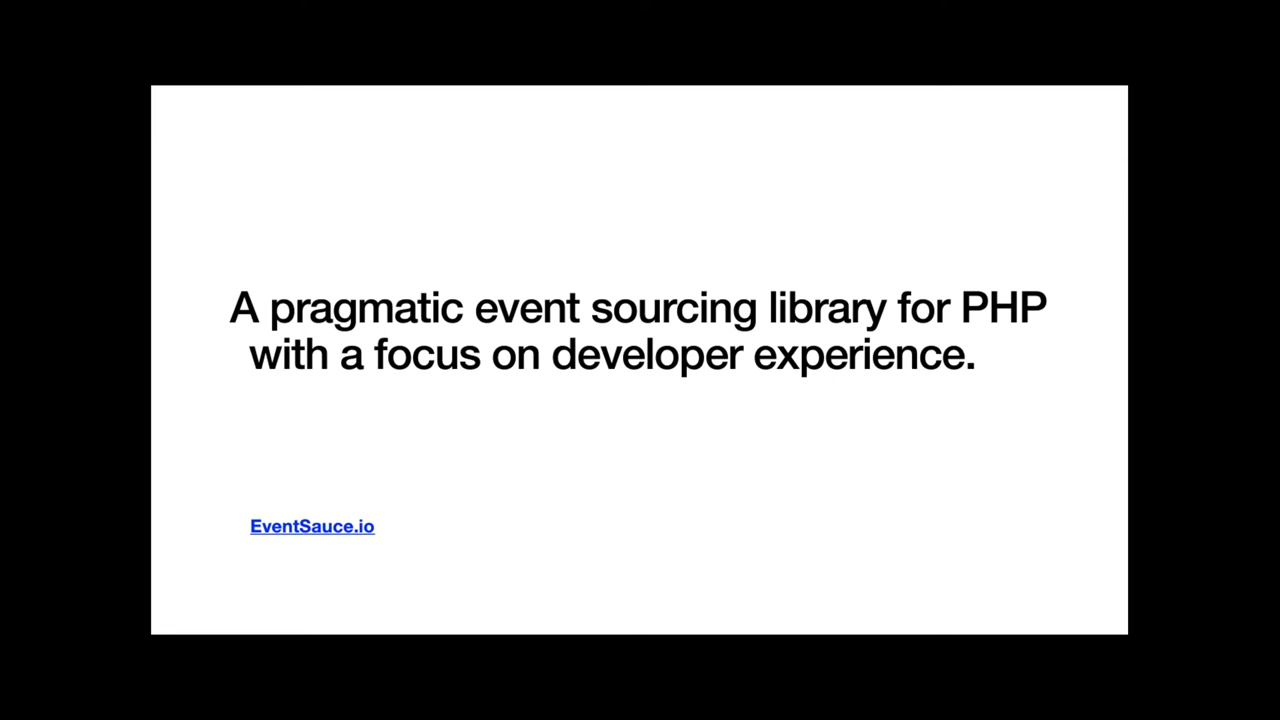 A pragmatic event sourcing library for PHP
with a focus on developer experience.
EventSauce.io